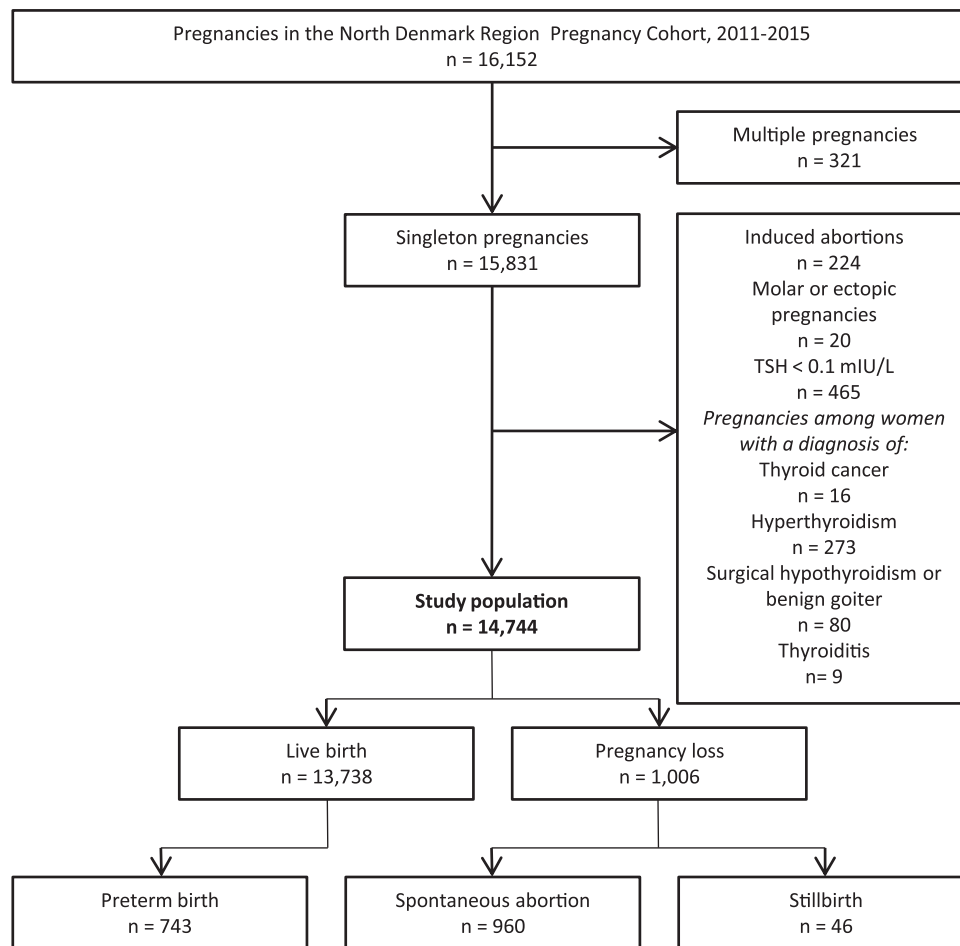 Pregnancies in the North Denmark Region Pregnancy Cohort, 2011-2015
n = 16,152
Multiple pregnancies
n = 321
Singleton pregnancies
n = 15,831
Induced abortions
n = 224
Molar or ectopic
pregnancies
n = 20
TSH < 0.1 mIU/L
n = 465
Pregnancies among women
with a diagnosis of:
Thyroid cancer
n = 16
Hyperthyroidism
n = 273
Surgical hypothyroidism or
benign goiter
n = 80
Thyroiditis
n= 9
Study population
n = 14,744
Live birth
n = 13,738
Pregnancy loss
n = 1,006
Preterm birth
n = 743
Spontaneous abortion
n = 960
Stillbirth
n = 46